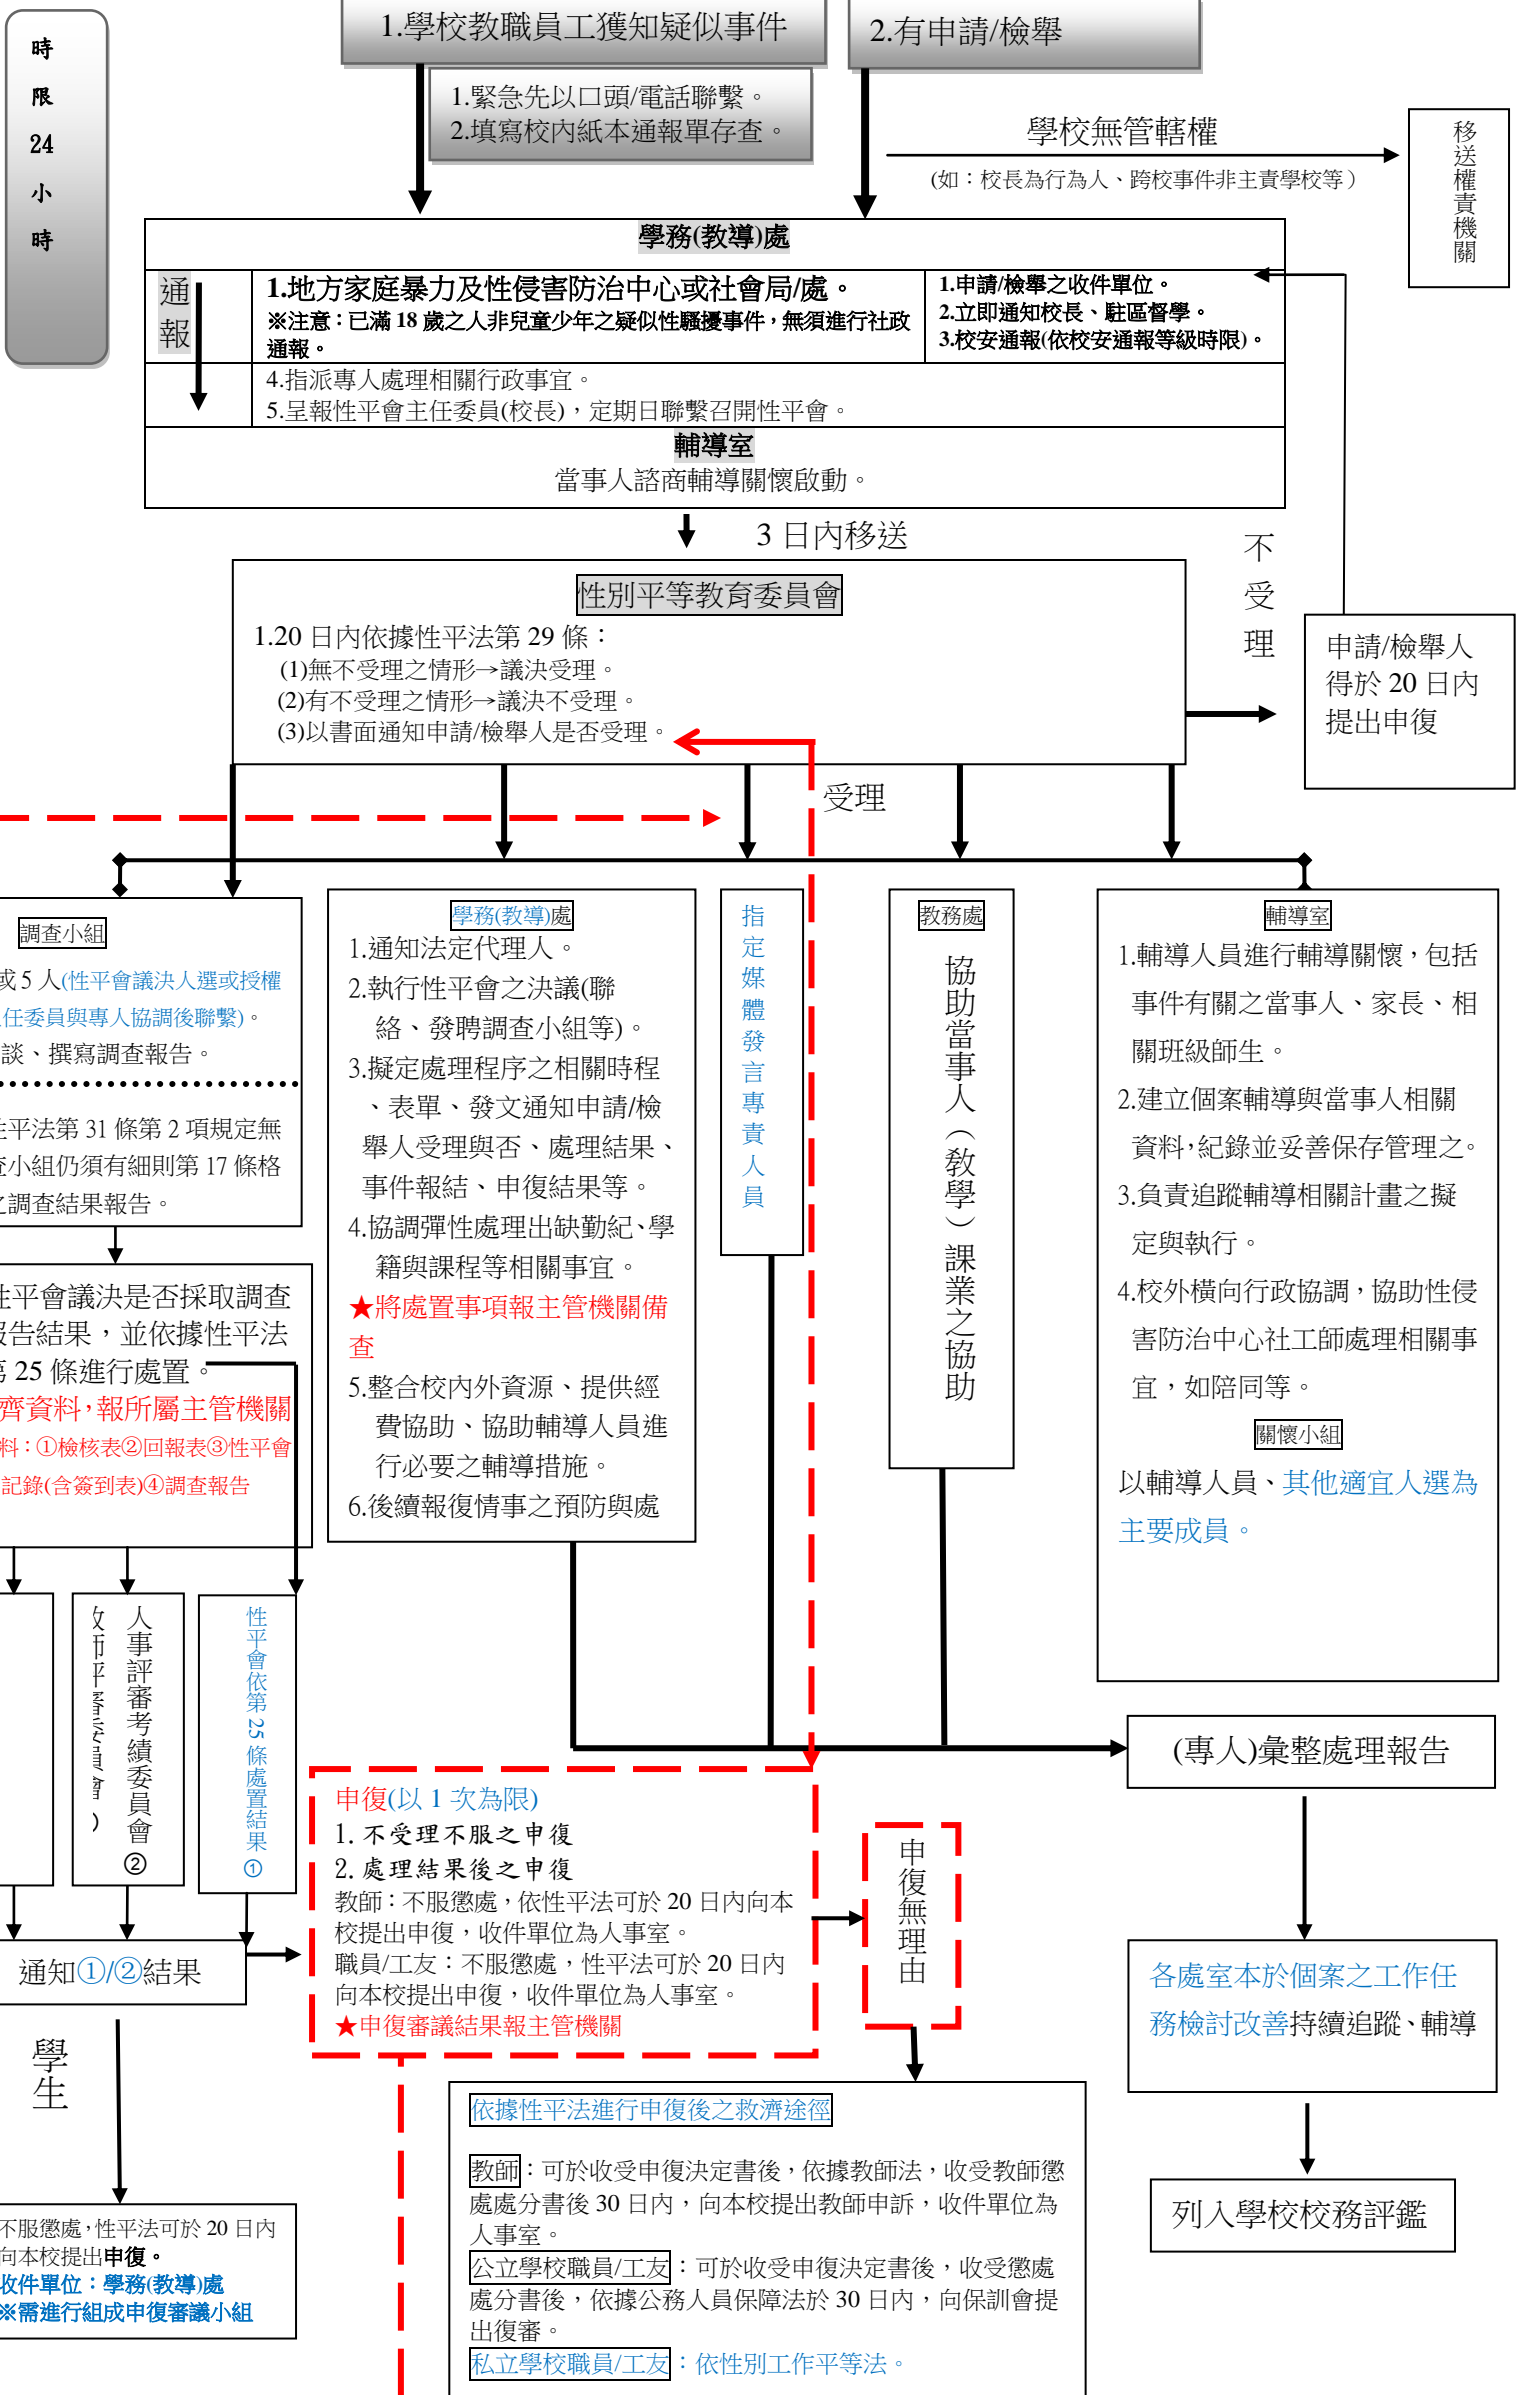 時
限
24
小
時
1.學校教職員工獲知疑似事件
2.有申請/檢舉
1.緊急先以口頭/電話聯繫。
2.填寫校內紙本通報單存查。
學校無管轄權
(如：校長為行為人、跨校事件非主責學校等）
移送權責機關
學務(教導)處
通
報
1.地方家庭暴力及性侵害防治中心或社會局/處。
※注意：已滿 18 歲之人非兒童少年之疑似性騷擾事件，無須進行社政
通報。
1.申請/檢舉之收件單位。
2.立即通知校長、駐區督學。
3.校安通報(依校安通報等級時限)。
4.指派專人處理相關行政事宜。
5.呈報性平會主任委員(校長)，定期日聯繫召開性平會。
輔導室
當事人諮商輔導關懷啟動。
3 日內移送
不
受
理
性別平等教育委員會
1.20 日內依據性平法第 29 條：
(1)無不受理之情形→議決受理。
(2)有不受理之情形→議決不受理。
(3)以書面通知申請/檢舉人是否受理。
申請/檢舉人
得於 20 日內
提出申復
受理
調查小組
或 5 人(性平會議決人選或授權
任委員與專人協調後聯繫)。
談、撰寫調查報告。
性平法第 31 條第 2 項規定無
查小組仍須有細則第 17 條格
之調查結果報告。
性平會議決是否採取調查
報告結果，並依據性平法
第 25 條進行處置。
齊資料，報所屬主管機關
料：①檢核表②回報表③性平會
記錄(含簽到表)④調查報告
學務(教導)處
1.通知法定代理人。
2.執行性平會之決議(聯
絡、發聘調查小組等)。
3.擬定處理程序之相關時程
、表單、發文通知申請/檢
舉人受理與否、處理結果、
事件報結、申復結果等。
4.協調彈性處理出缺勤紀、學
籍與課程等相關事宜。
★將處置事項報主管機關備
查
5.整合校內外資源、提供經
費協助、協助輔導人員進
行必要之輔導措施。
6.後續報復情事之預防與處
指定媒體發言專責人員
教務處
協助當事人（教學）課業之協助
輔導室
1.輔導人員進行輔導關懷，包括
事件有關之當事人、家長、相
關班級師生。
2.建立個案輔導與當事人相關
資料，紀錄並妥善保存管理之。
3.負責追蹤輔導相關計畫之擬
定與執行。
4.校外橫向行政協調，協助性侵
害防治中心社工師處理相關事
宜，如陪同等。
關懷小組
以輔導人員、其他適宜人選為
主要成員。
人事評審考績委員會②
教師評審委員會
性平會依第 25 條處置結果①
通知①/②結果
學
生
不服懲處，性平法可於 20 日內
向本校提出申復。
收件單位：學務(教導)處
※需進行組成申復審議小組
申復(以 1 次為限)
1. 不受理不服之申復
2. 處理結果後之申復
教師：不服懲處，依性平法可於 20 日內向本
校提出申復，收件單位為人事室。
職員/工友：不服懲處，性平法可於 20 日內
向本校提出申復，收件單位為人事室。
★申復審議結果報主管機關
申復無理由
依據性平法進行申復後之救濟途徑
教師：可於收受申復決定書後，依據教師法，收受教師懲
處處分書後 30 日內，向本校提出教師申訴，收件單位為
人事室。
公立學校職員/工友：可於收受申復決定書後，收受懲處
處分書後，依據公務人員保障法於 30 日內，向保訓會提
出復審。
私立學校職員/工友：依性別工作平等法。
(專人)彙整處理報告
各處室本於個案之工作任
務檢討改善持續追蹤、輔導
列入學校校務評鑑